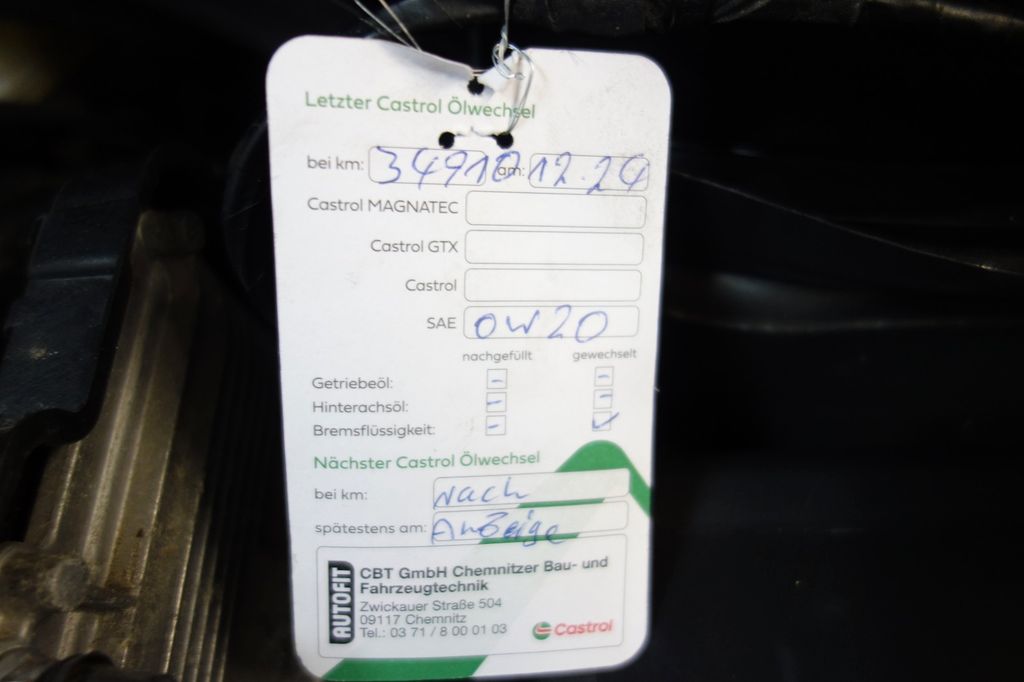 Letzter Castrol Ölwechsel
bei km: 34910 am: 12.24
Castrol MAGNATEC
Castrol GTX
Castrol
SAE 0W20
nachgefüllt gewechselt
Getriebeöl: - -
Hinterachsöl: - -
Bremsflüssigkeit: - ✓
Nächster Castrol Ölwechsel
bei km: Nach
spätestens am: Anzeige
AUTOFIT
CBT GmbH Chemnitzer Bau- und
Fahrzeugtechnik
Zwickauer Straße 504
09117 Chemnitz
Tel.: 03 71 / 8 00 01 03
Castrol